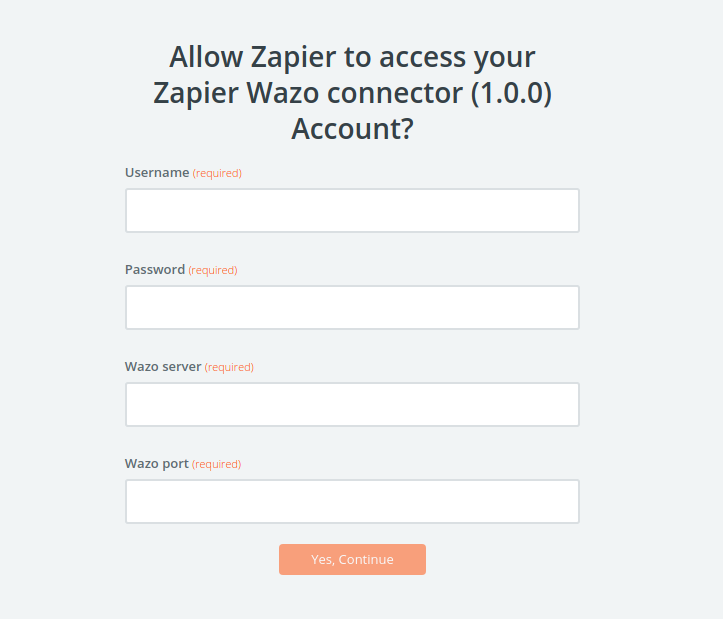 Allow Zapier to access your
Zapier Wazo connector (1.0.0)
Account?
Username (required)
Password (required)
Wazo server (required)
Wazo port (required)
Yes, Continue